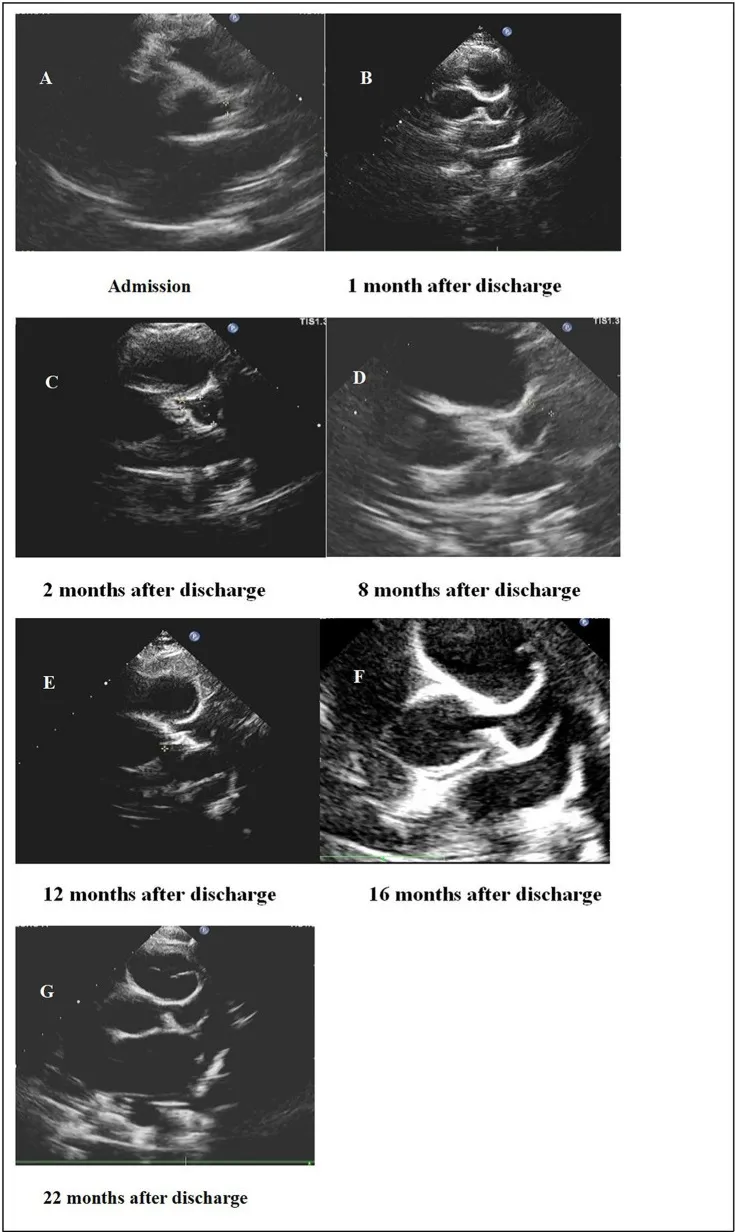 A
B
Admission
1 month after discharge
TIS1.3
TIS1.3
C
D
2 months after discharge
8 months after discharge
E
F
12 months after discharge
16 months after discharge
G
22 months after discharge